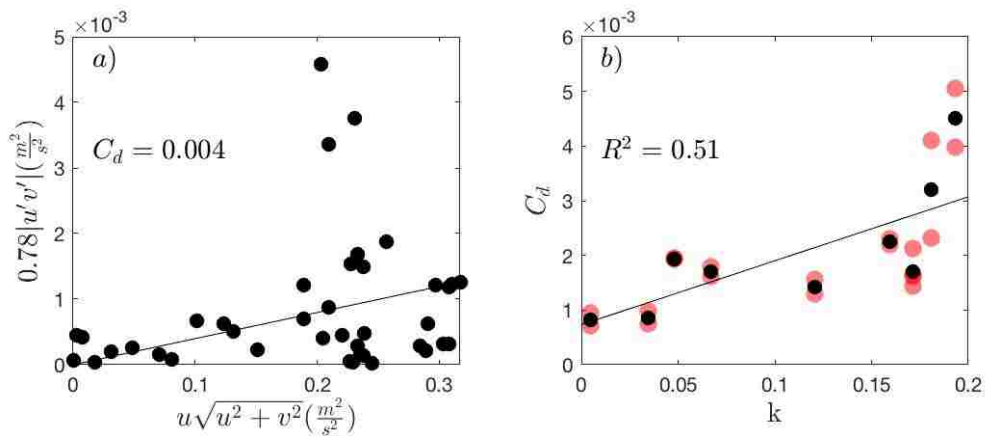 ×10⁻³
a)
C_d = 0.004
0.78|u'v'|(m²/s²)
5
4
3
2
1
0
0 0.1 0.2 0.3
u√(u² + v²)(m²/s²)
×10⁻³
b)
R² = 0.51
C_d
6
5
4
3
2
1
0
0 0.05 0.1 0.15 0.2
k